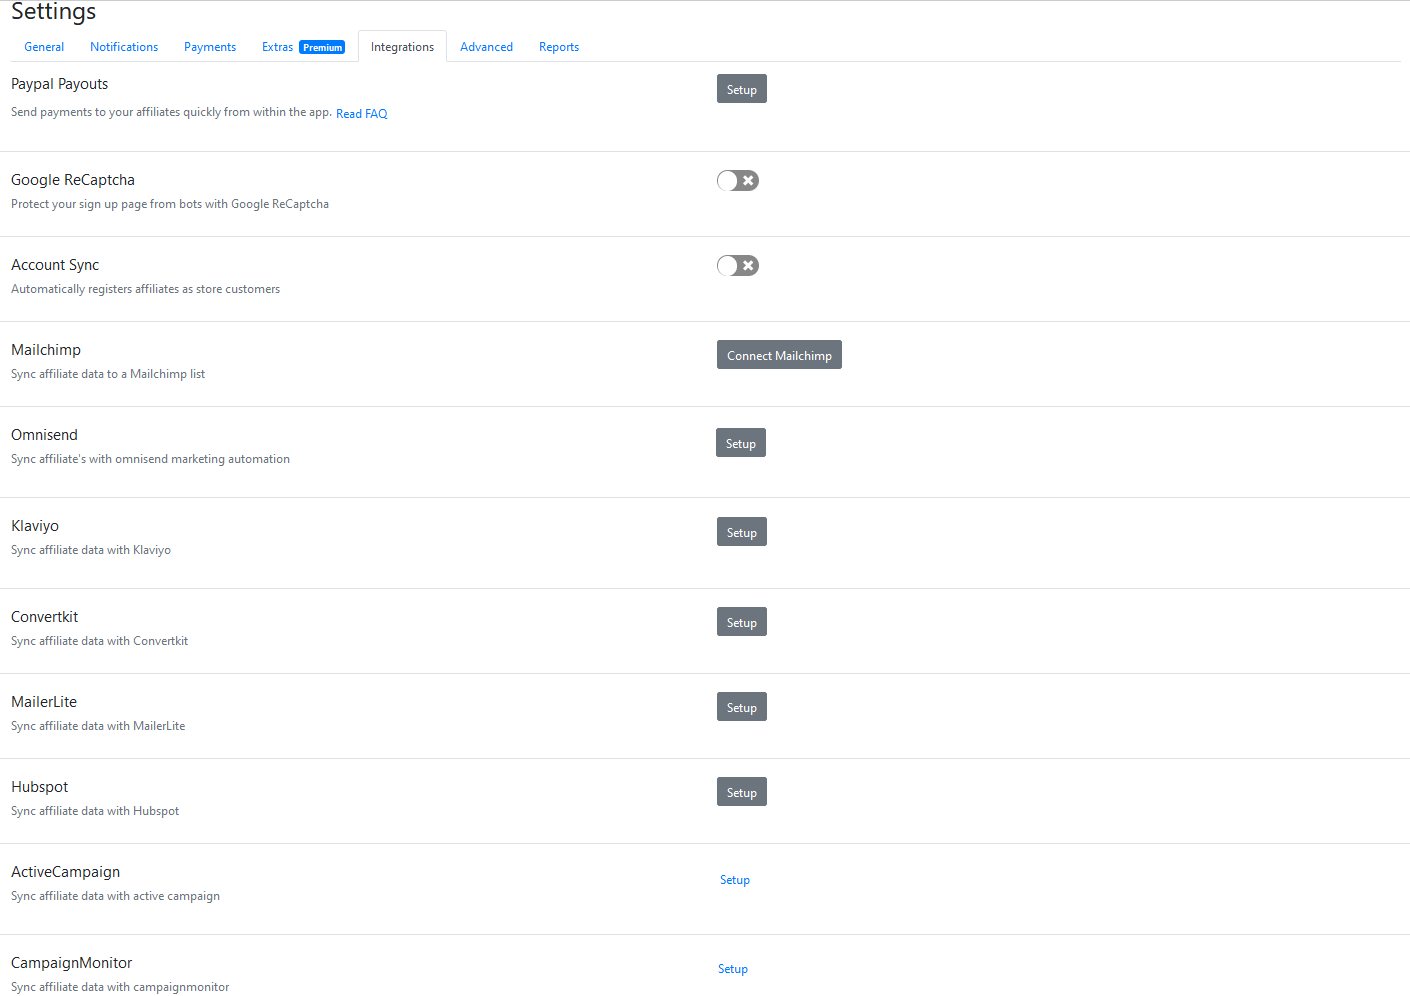 Settings
General Notifications Payments Extras Premium Integrations Advanced Reports
Paypal Payouts Setup
Send payments to your affiliates quickly from within the app. Read FAQ
Google ReCaptcha
Protect your sign up page from bots with Google ReCaptcha
Account Sync
Automatically registers affiliates as store customers
Mailchimp Connect Mailchimp
Sync affiliate data to a Mailchimp list
Omnisend Setup
Sync affiliate's with omnisend marketing automation
Klaviyo Setup
Sync affiliate data with Klaviyo
Convertkit Setup
Sync affiliate data with Convertkit
MailerLite Setup
Sync affiliate data with MailerLite
Hubspot Setup
Sync affiliate data with Hubspot
ActiveCampaign Setup
Sync affiliate data with active campaign
CampaignMonitor Setup
Sync affiliate data with campaignmonitor